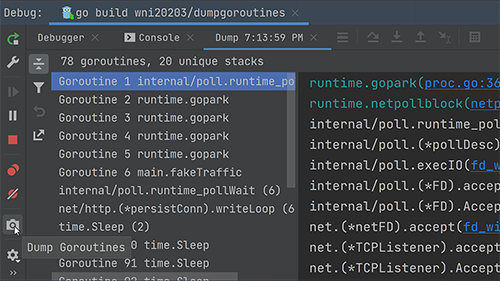 Debug: go build wni20203/dumpgoroutines
Debugger Console Dump 7:13:59 PM
78 goroutines, 20 unique stacks
Goroutine 1 internal/poll.runtime_po
Goroutine 2 runtime.gopark
Goroutine 3 runtime.gopark
Goroutine 4 runtime.gopark
Goroutine 5 runtime.gopark
Goroutine 6 main.fakeTraffic
internal/poll.runtime_pollWait (6)
net/http.(*persistConn).writeLoop (6
time.Sleep (2)
0 time.Sleep
Goroutine 91 time.Sleep
time.Sleep
Dump Goroutines
runtime.gopark(proc.go:36
runtime.netpollblock(netp
internal/poll.runtime_pol
internal/poll.(*pollDesc)
internal/poll.execIO(fd_w
internal/poll.(*FD).accep
internal/poll.(*FD).Accep
net.(*netFD).accept(fd_wi
net.(*TCPListener).accept
net.(*TCPListener).Accept